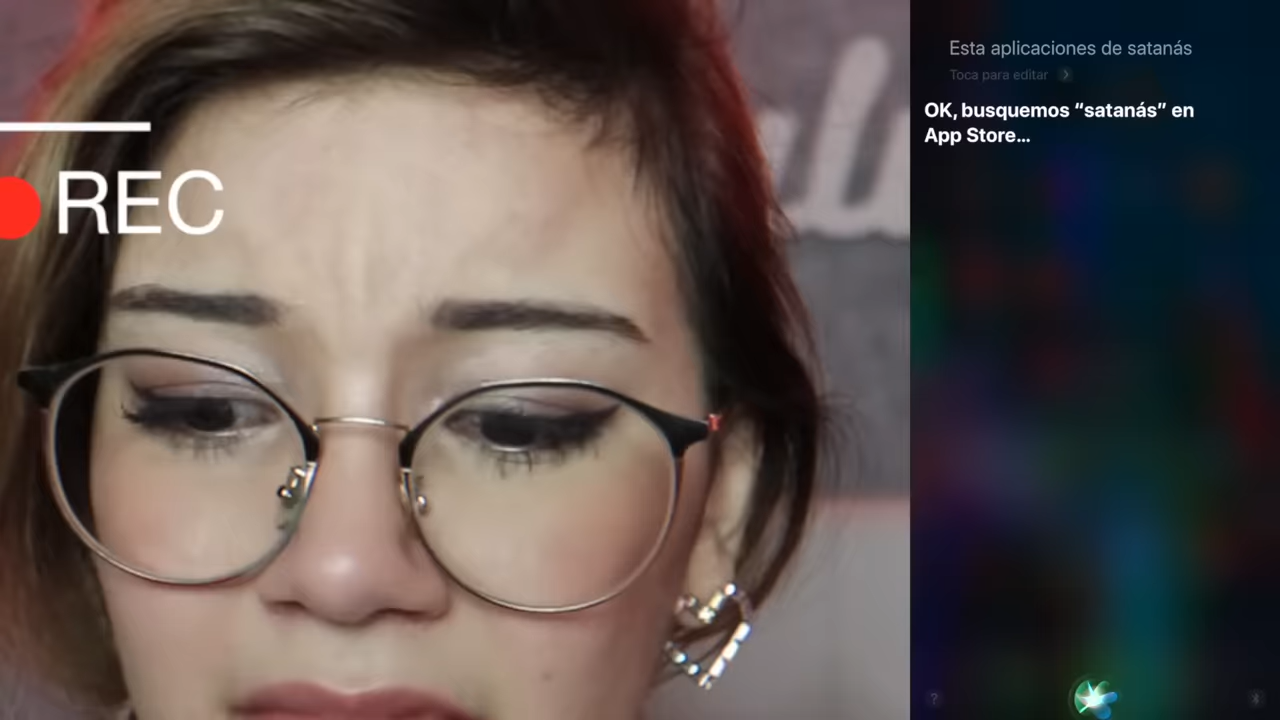 REC
Esta aplicaciones de satanás
Toca para editar
OK, busquemos “satanás” en
App Store...
?